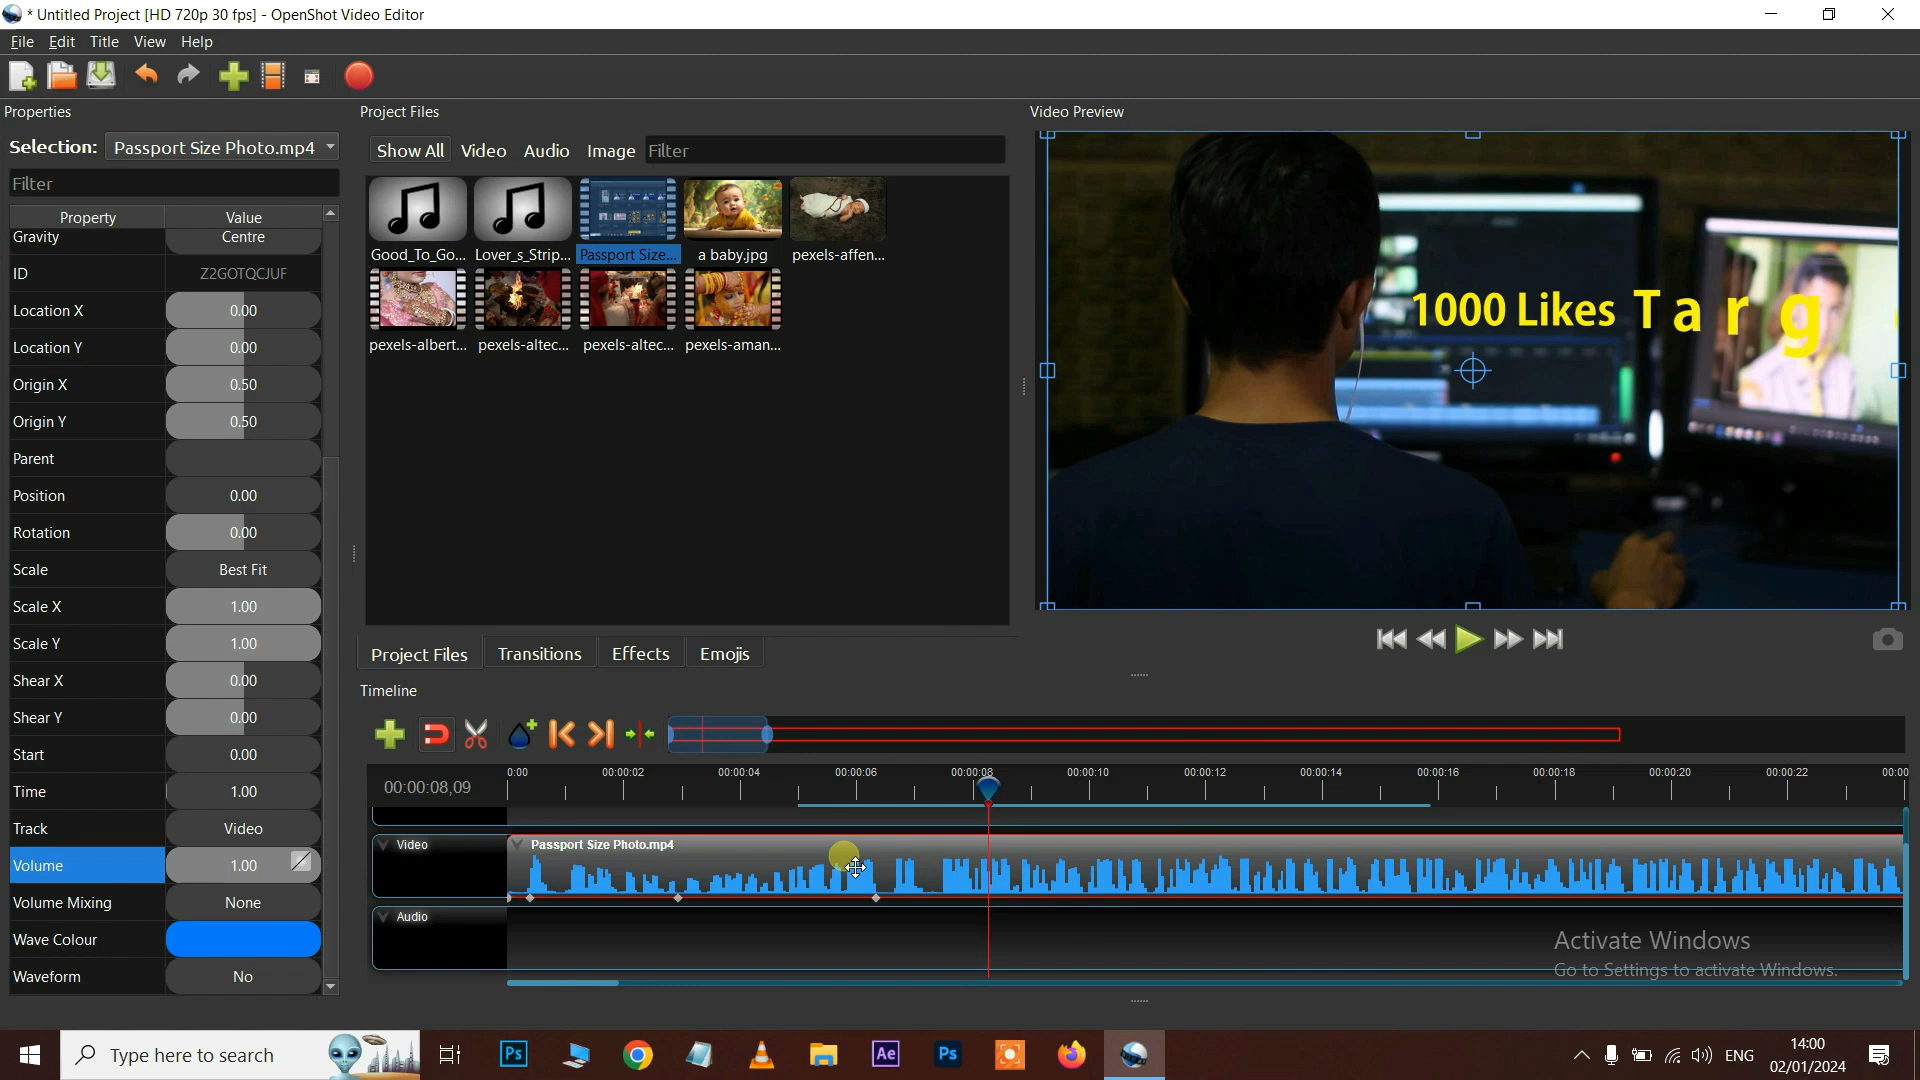 * Untitled Project [HD 720p 30 fps] - OpenShot Video Editor
File Edit Title View Help
Properties
Project Files
Video Preview
Selection: Passport Size Photo.mp4
Show All Video Audio Image Filter
Filter
Property Value
Gravity Centre
ID Z2GOTQCJUF
Location X 0.00
Location Y 0.00
Origin X 0.50
Origin Y 0.50
Parent
Position 0.00
Rotation 0.00
Scale Best Fit
Scale X 1.00
Scale Y 1.00
Shear X 0.00
Shear Y 0.00
Start 0.00
Time 1.00
Track Video
Volume 1.00
Volume Mixing None
Wave Colour
Waveform No
Good_To_Go... Lover_s_Strip... Passport Size... a baby.jpg pexels-affen...
pexels-albert... pexels-altec... pexels-altec... pexels-aman...
1000 Likes T a r g
Project Files Transitions Effects Emojis
Timeline
00:00:08,09
0:00 00:00:02 00:00:04 00:00:06 00:00:08 00:00:10 00:00:12 00:00:14 00:00:16 00:00:18 00:00:20 00:00:22 00:00
Video Passport Size Photo.mp4
Audio
Activate Windows
Go to Settings to activate Windows.
Type here to search
Ps
Ae
Ps
ENG
14:00
02/01/2024